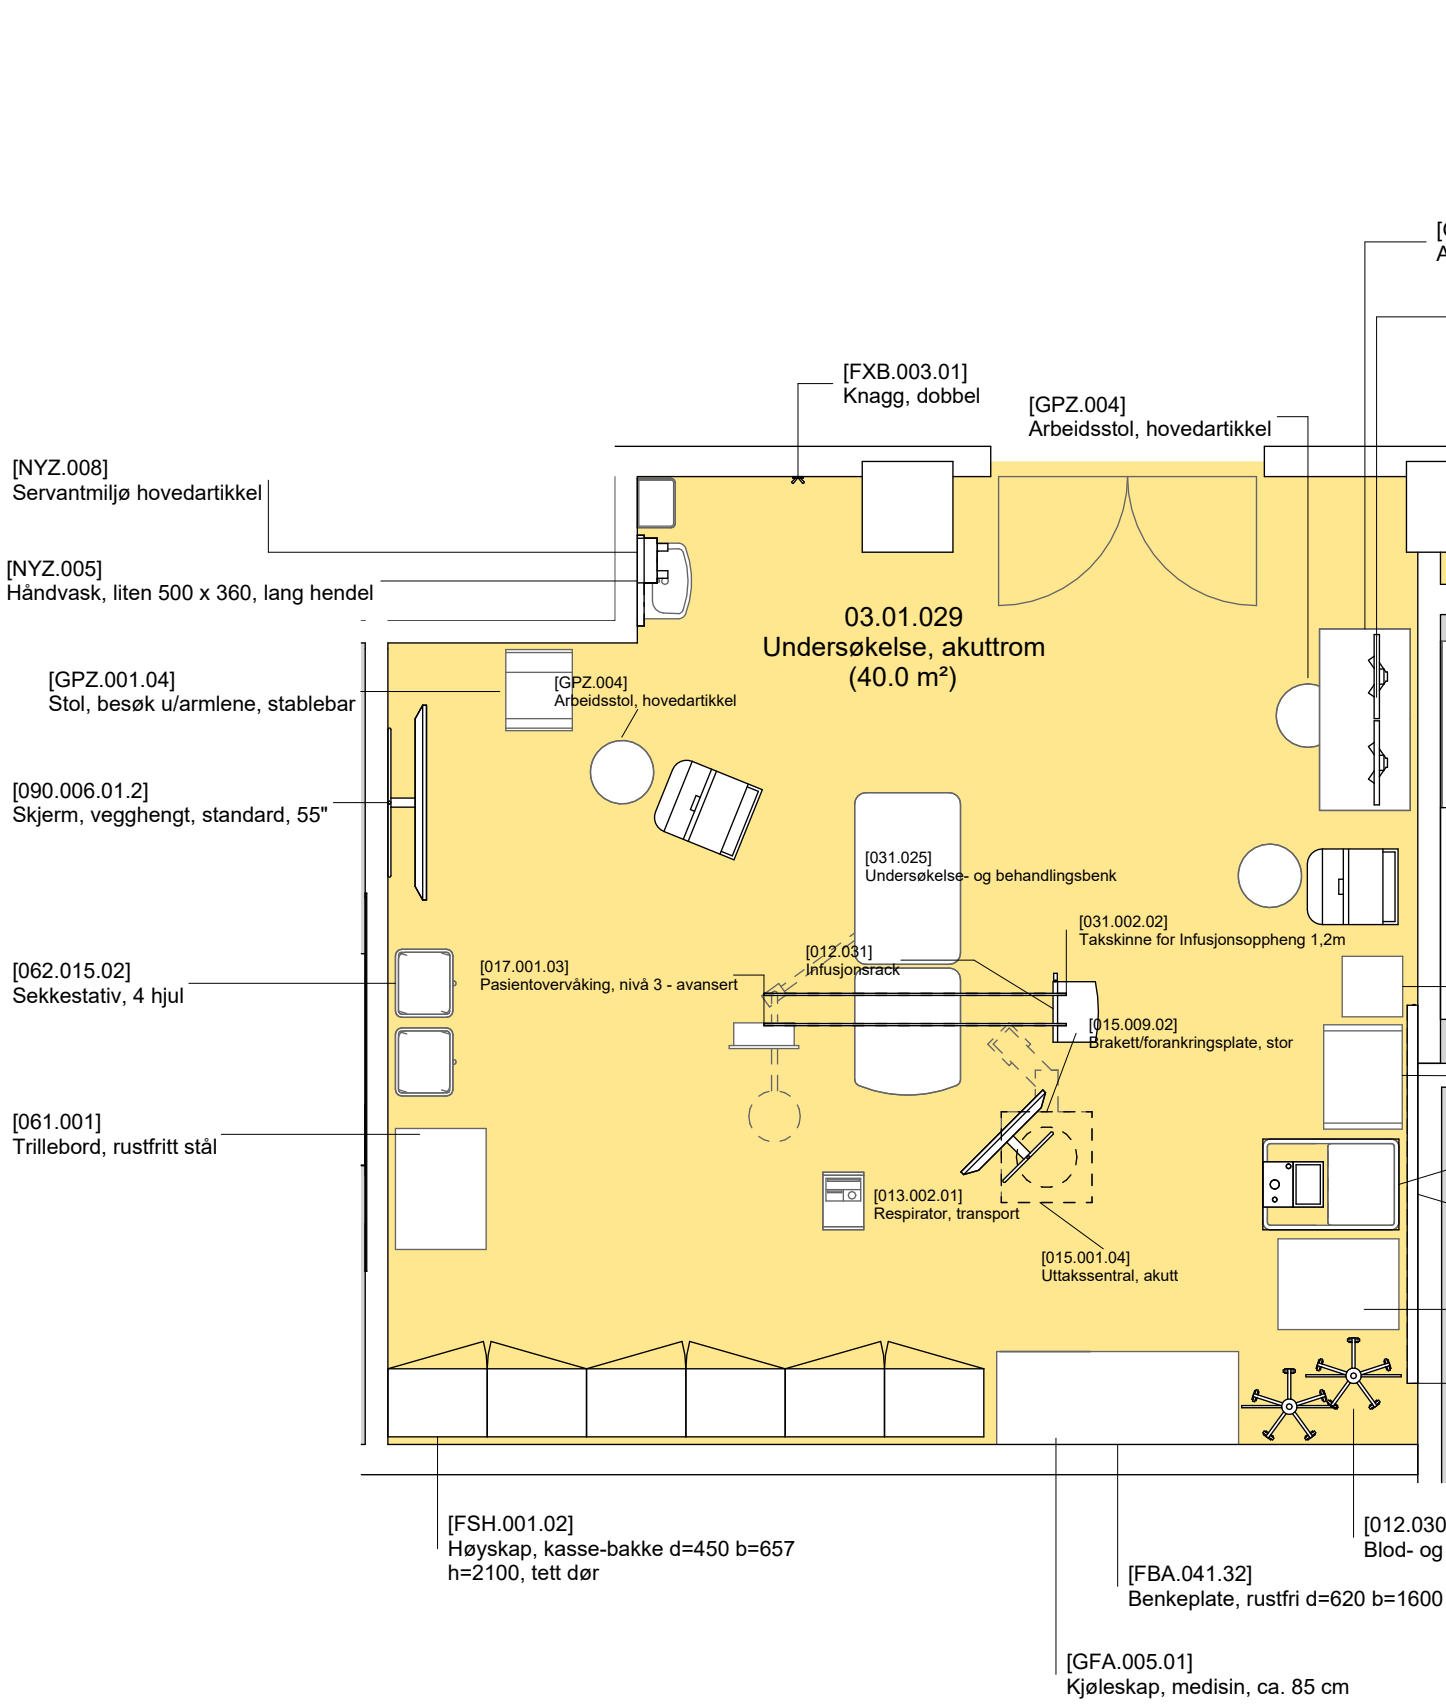 [FXB.003.01]
Knagg, dobbel
[GPZ.004]
Arbeidsstol, hovedartikkel
[NYZ.008]
Servantmiljø hovedartikkel
[NYZ.005]
Håndvask, liten 500 x 360, lang hendel
03.01.029
Undersøkelse, akuttrom
(40.0 m²)
[GPZ.001.04]
Stol, besøk u/armlene, stablebar
[GPZ.004]
Arbeidsstol, hovedartikkel
[090.006.01.2]
Skjerm, vegghengt, standard, 55"
[031.025]
Undersøkelse- og behandlingsbenk
[031.002.02]
Takskinne for Infusjonsoppheng 1,2m
[012.031]
Infusjonsrack
[017.001.03]
Pasientovervåking, nivå 3 - avansert
[062.015.02]
Sekkestativ, 4 hjul
[015.009.02]
Brakett/forankringsplate, stor
[061.001]
Trillebord, rustfritt stål
[013.002.01]
Respirator, transport
[015.001.04]
Uttakssentral, akutt
[FSH.001.02]
Høyskap, kasse-bakke d=450 b=657
h=2100, tett dør
[012.030
Blod- og
[FBA.041.32]
Benkeplate, rustfri d=620 b=1600
[GFA.005.01]
Kjøleskap, medisin, ca. 85 cm